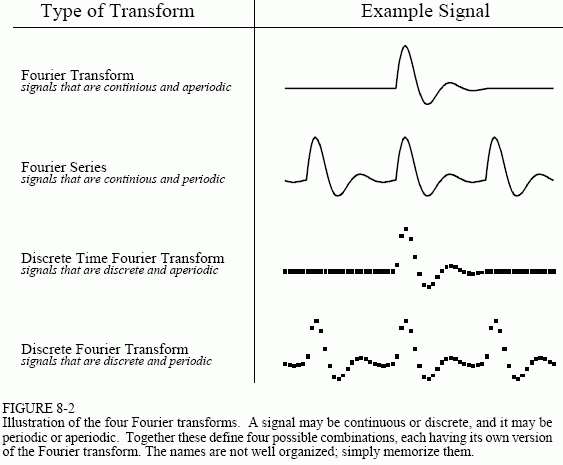 Type of Transform
Example Signal
Fourier Transform
signals that are continious and aperiodic
Fourier Series
signals that are continious and periodic
Discrete Time Fourier Transform
signals that are discrete and aperiodic
Discrete Fourier Transform
signals that are discrete and periodic
FIGURE 8-2
Illustration of the four Fourier transforms.  A signal may be continuous or discrete, and it may be
periodic or aperiodic.  Together these define four possible combinations, each having its own version
of the Fourier transform. The names are not well organized; simply memorize them.